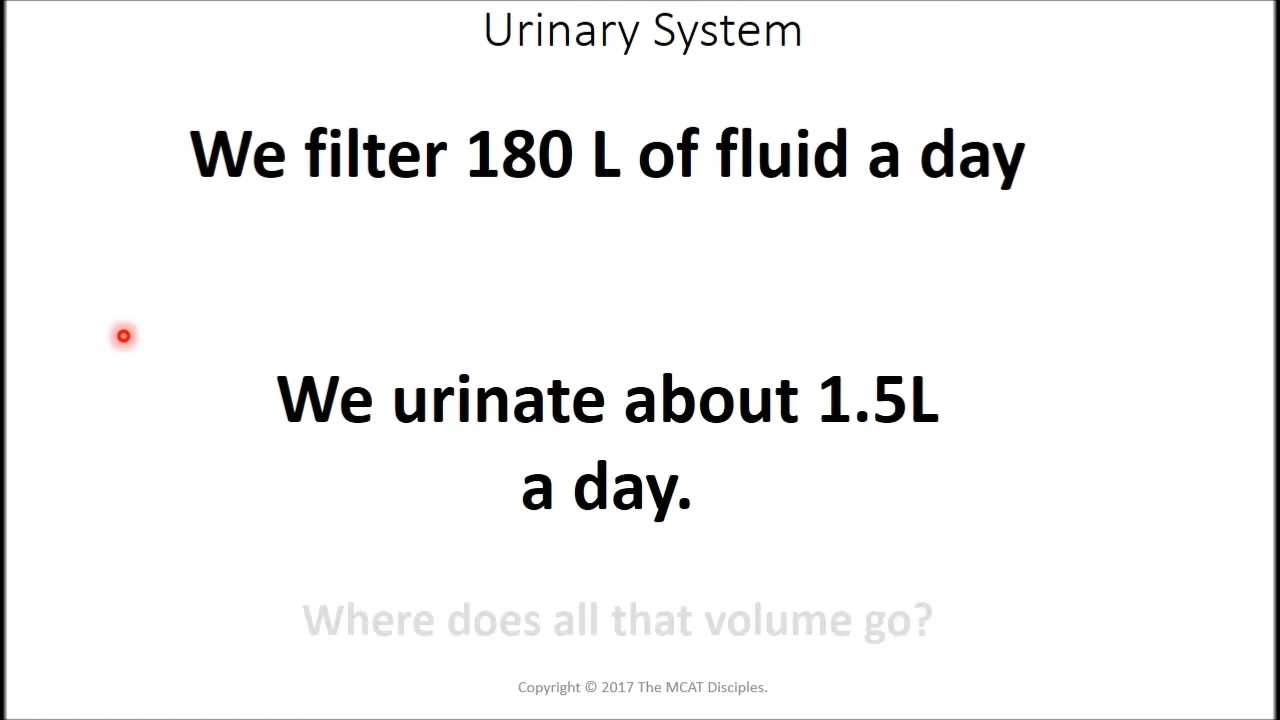 Urinary System
We filter 180 L of fluid a day
We urinate about 1.5L
a day.
Where does all that volume go?
Copyright © 2017 The MCAT Disciples.